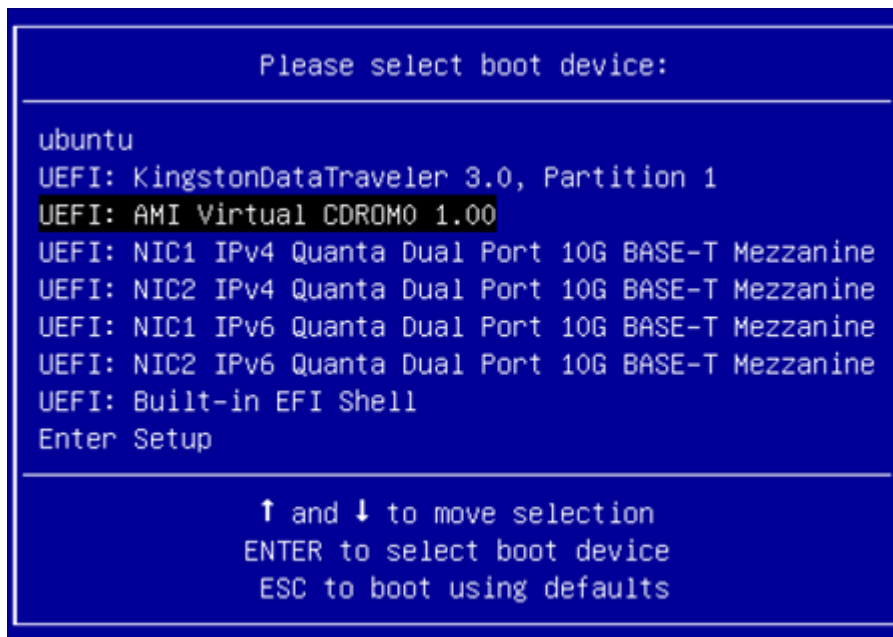 Please select boot device:
ubuntu
UEFI: KingstonDataTraveler 3.0, Partition 1
UEFI: AMI Virtual CDROM0 1.00
UEFI: NIC1 IPv4 Quanta Dual Port 10G BASE-T Mezzanine
UEFI: NIC2 IPv4 Quanta Dual Port 10G BASE-T Mezzanine
UEFI: NIC1 IPv6 Quanta Dual Port 10G BASE-T Mezzanine
UEFI: NIC2 IPv6 Quanta Dual Port 10G BASE-T Mezzanine
UEFI: Built-in EFI Shell
Enter Setup
↑ and ↓ to move selection
ENTER to select boot device
ESC to boot using defaults